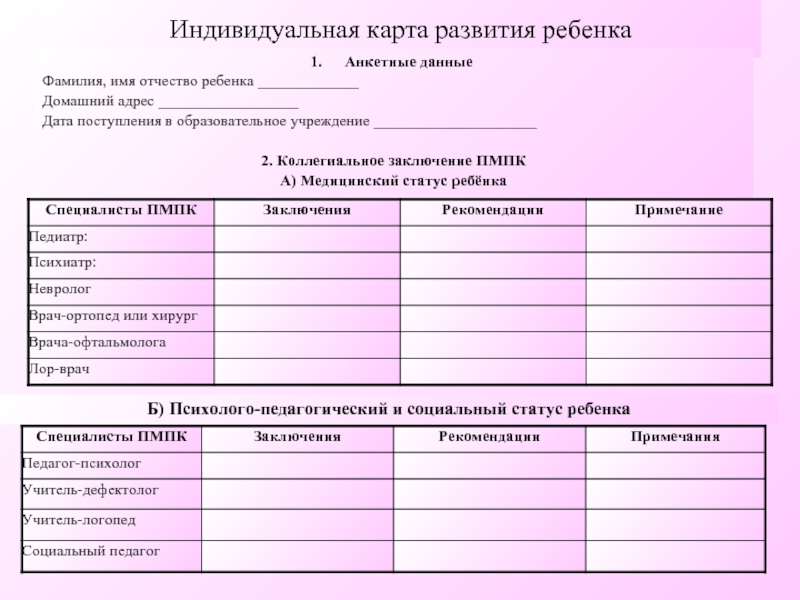 Индивидуальная карта развития ребенка
1. Анкетные данные
Фамилия, имя отчество ребенка _____________
Домашний адрес __________________
Дата поступления в образовательное учреждение _____________________
2. Коллегиальное заключение ПМПК
А) Медицинский статус ребёнка
Специалисты ПМПК Заключения Рекомендации Примечание
Педиатр:
Психиатр:
Невролог
Врач-ортопед или хирург
Врача-офтальмолога
Лор-врач
Б) Психолого-педагогический и социальный статус ребенка
Специалисты ПМПК Заключения Рекомендации Примечания
Педагог-психолог
Учитель-дефектолог
Учитель-логопед
Социальный педагог